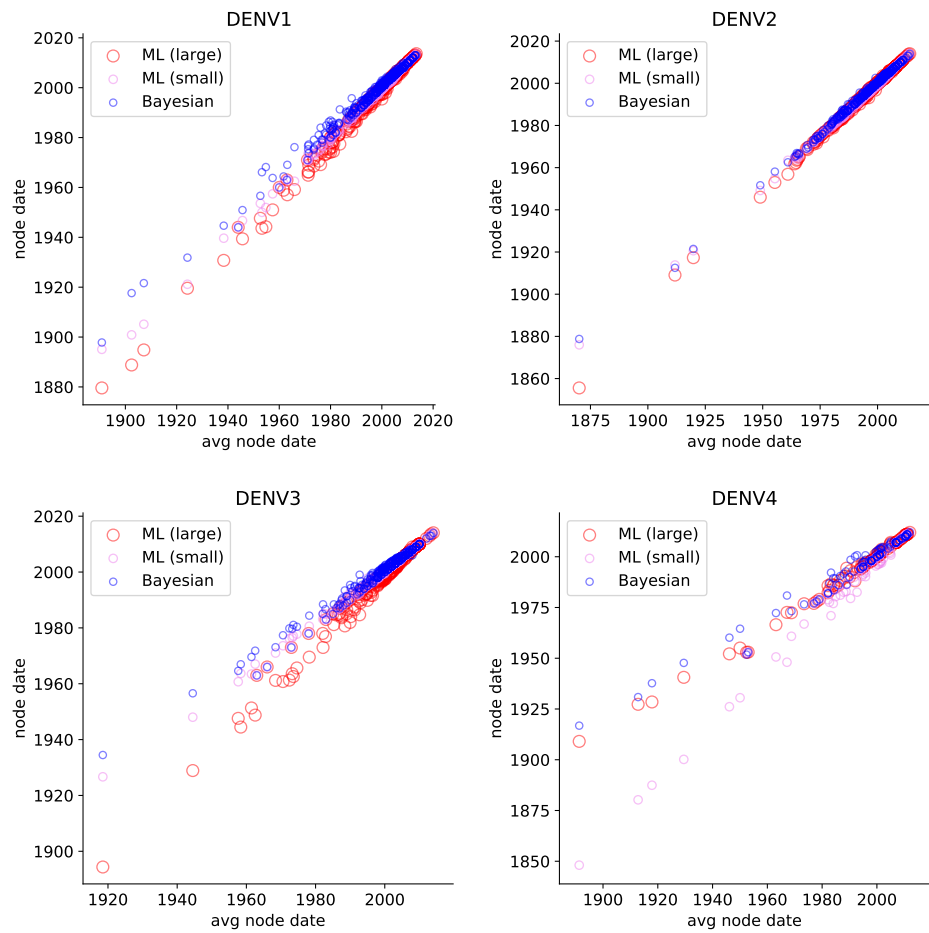 DENV1
ML (large)
ML (small)
Bayesian
2020
2000
1980
1960
1940
1920
1900
1880
1900 1920 1940 1960 1980 2000 2020
avg node date
node date
DENV2
ML (large)
ML (small)
Bayesian
2020
2000
1980
1960
1940
1920
1900
1880
1860
1875 1900 1925 1950 1975 2000
avg node date
node date
DENV3
ML (large)
ML (small)
Bayesian
2020
2000
1980
1960
1940
1920
1900
1920 1940 1960 1980 2000
avg node date
node date
DENV4
ML (large)
ML (small)
Bayesian
2000
1975
1950
1925
1900
1875
1850
1900 1920 1940 1960 1980 2000
avg node date
node date